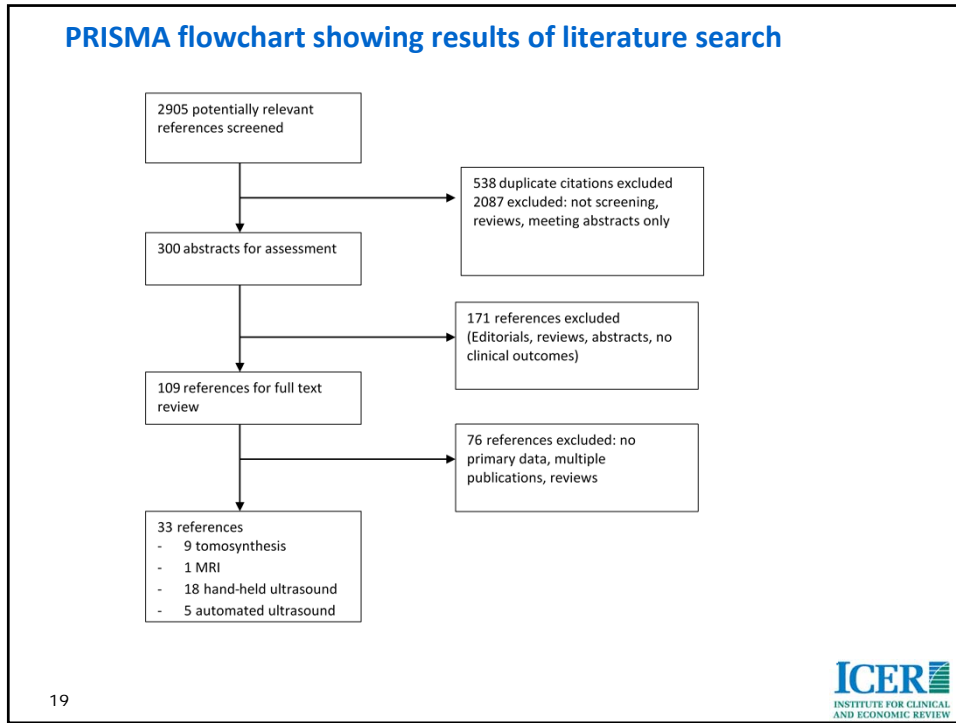 PRISMA flowchart showing results of literature search
2905 potentially relevant
references screened
538 duplicate citations excluded
2087 excluded: not screening,
reviews, meeting abstracts only
300 abstracts for assessment
171 references excluded
(Editorials, reviews, abstracts, no
clinical outcomes)
109 references for full text
review
76 references excluded: no
primary data, multiple
publications, reviews
33 references
- 9 tomosynthesis
- 1 MRI
- 18 hand-held ultrasound
- 5 automated ultrasound
19
ICER
INSTITUTE FOR CLINICAL
AND ECONOMIC REVIEW